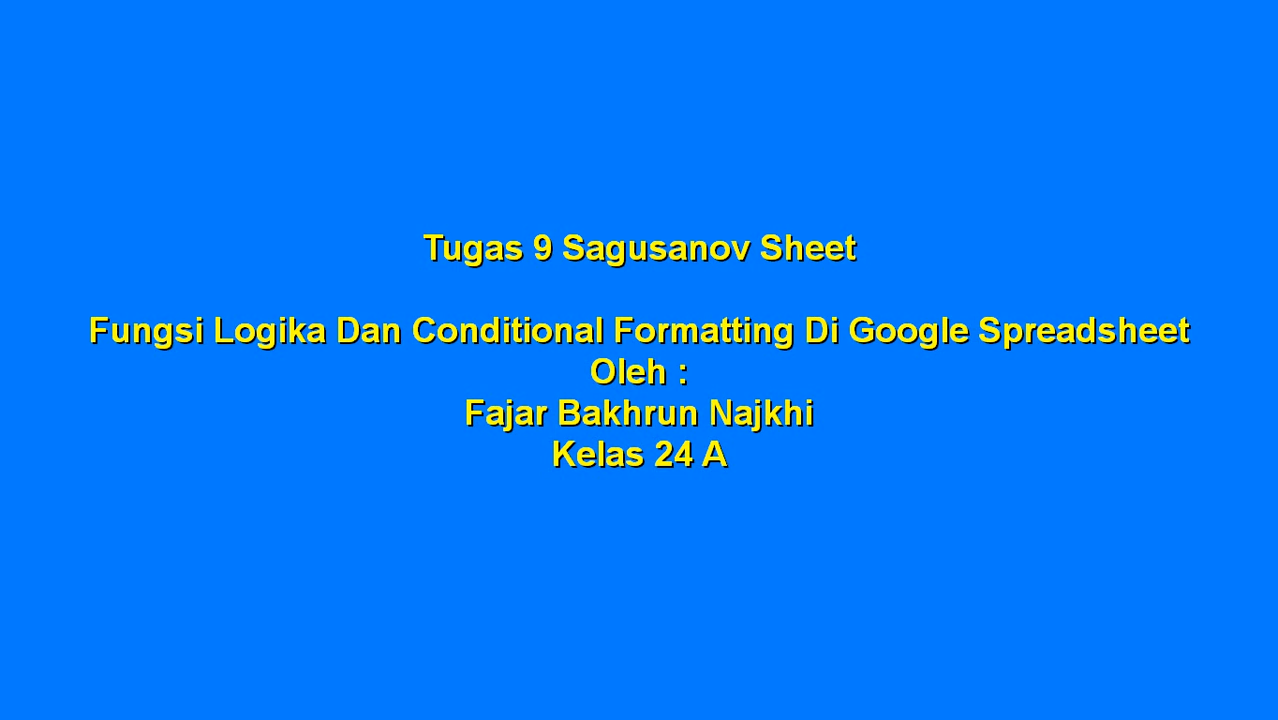 Tugas 9 Sagusanov Sheet
Fungsi Logika Dan Conditional Formatting Di Google Spreadsheet
Oleh :
Fajar Bakhrun Najkhi
Kelas 24 A